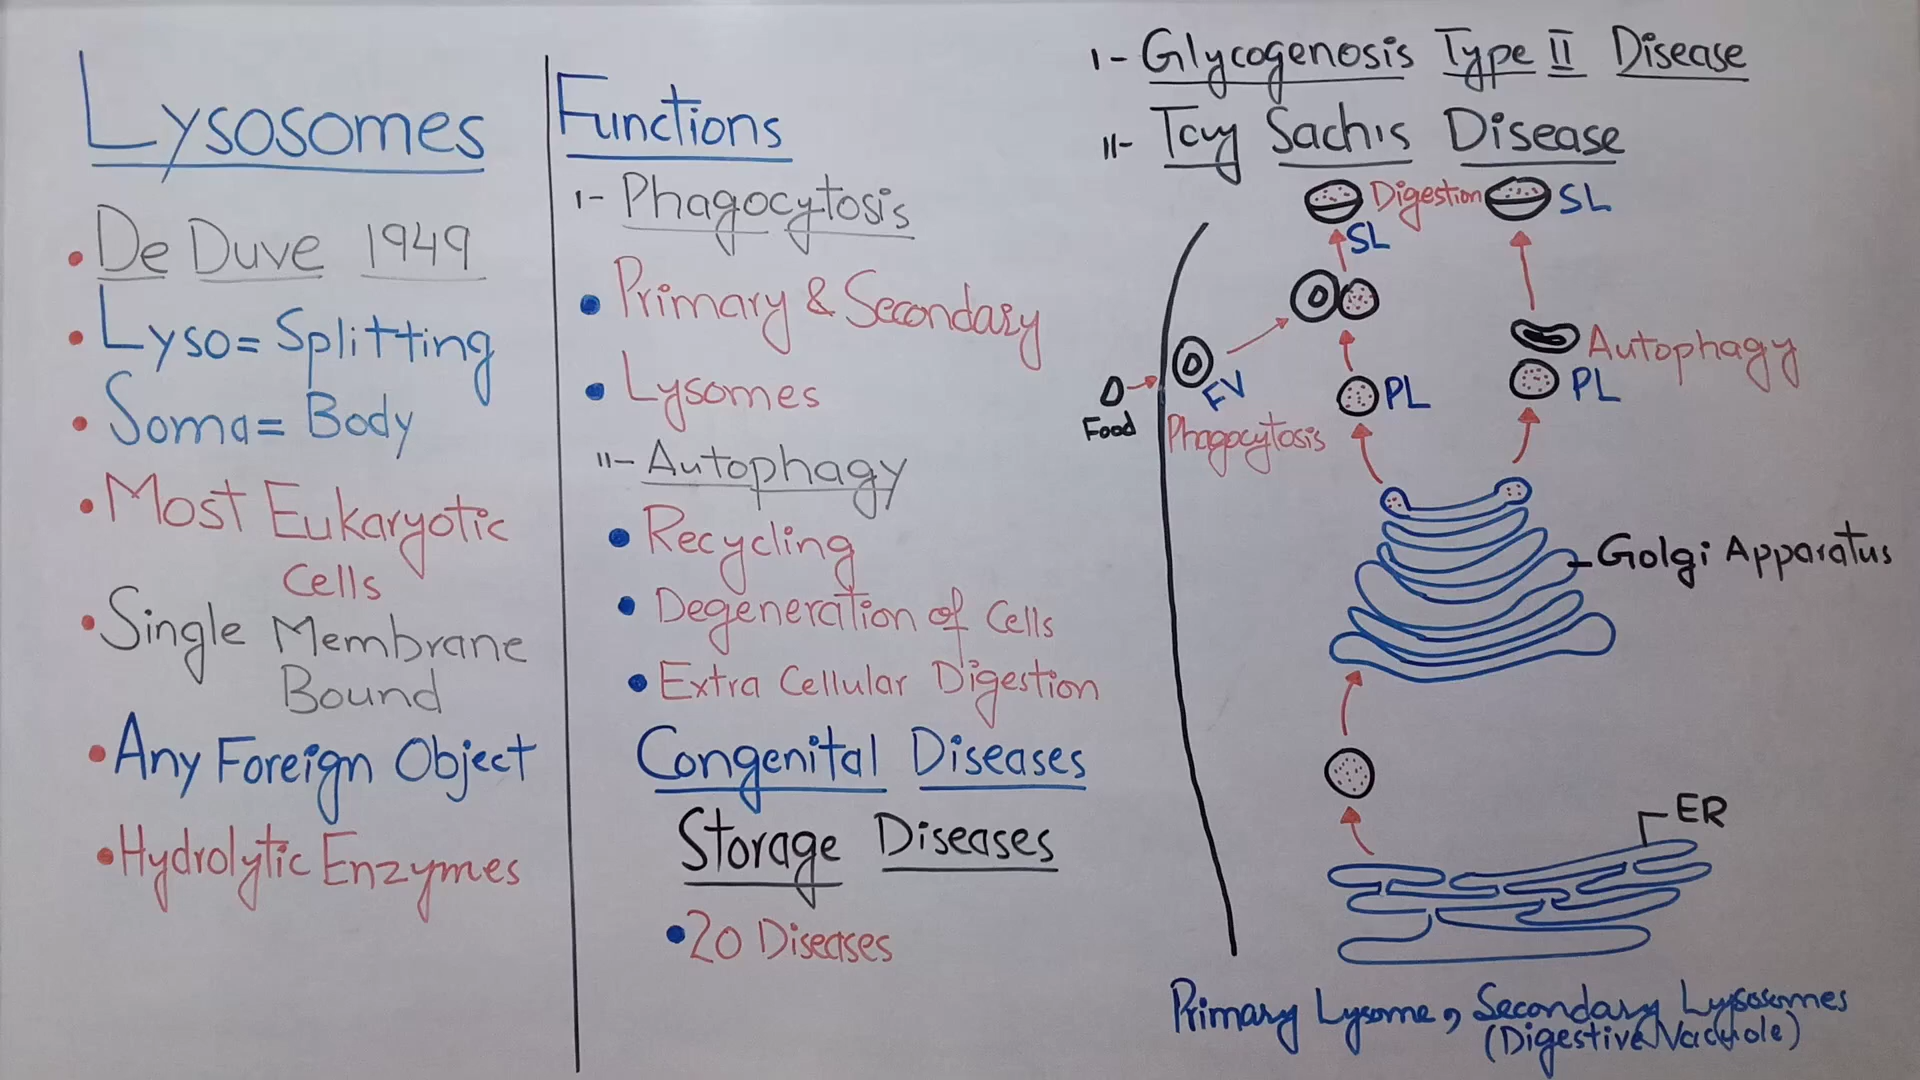 Lysosomes
• De Duve 1949
• Lyso= Splitting
• Soma= Body
• Most Eukaryotic
Cells
• Single Membrane
Bound
• Any Foreign Object
• Hydrolytic Enzymes
Functions
I- Phagocytosis
• Primary & Secondary
• Lysomes
II- Autophagy
• Recycling
• Degeneration of Cells
• Extra Cellular Digestion
Congenital Diseases
Storage Diseases
• 20 Diseases
I- Glycogenosis Type II Disease
II- Tay Sachis Disease
Digestion
SL
SL
Autophagy
PL
PL
FV
Food
Phagocytosis
Golgi Apparatus
ER
Primary Lysome, Secondary Lysosomes
(Digestive Vacuole)